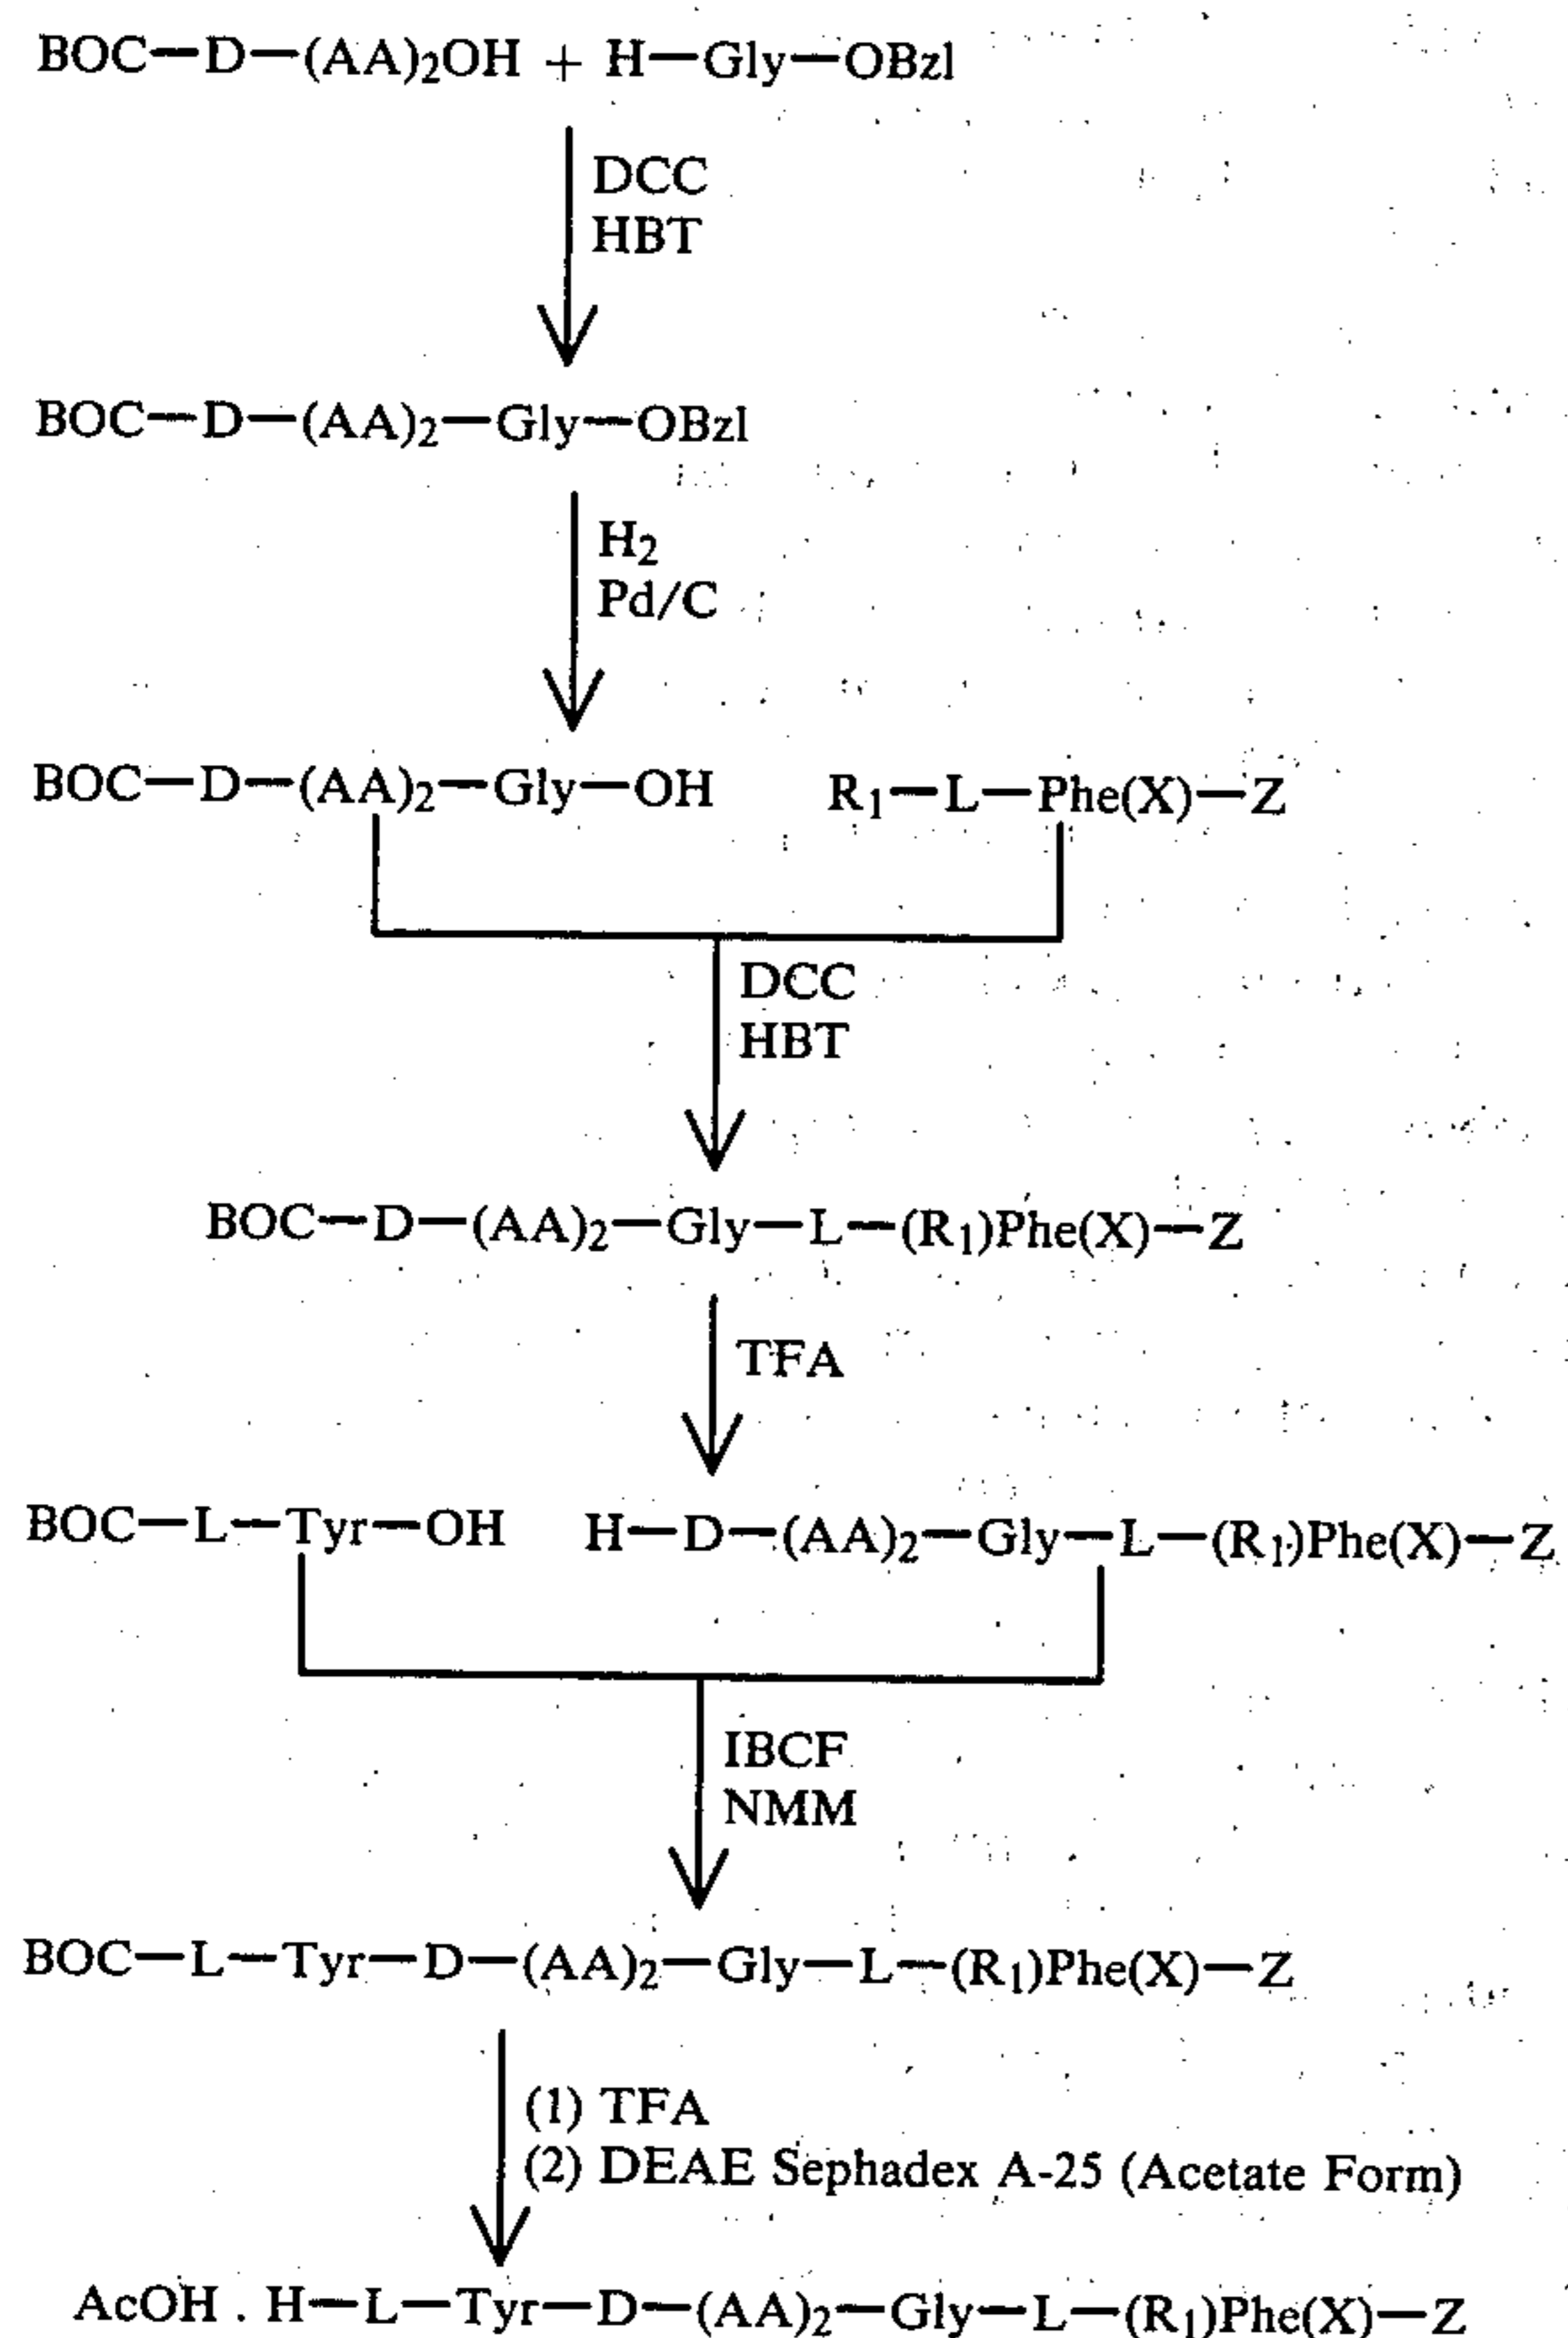 BOC—D—(AA)₂OH + H—Gly—OBzl
DCC
HBT
BOC—D—(AA)₂—Gly—OBzl
H₂
Pd/C
BOC—D—(AA)₂—Gly—OH R₁—L—Phe(X)—Z
DCC
HBT
BOC—D—(AA)₂—Gly—L—(R₁)Phe(X)—Z
TFA
BOC—L—Tyr—OH H—D—(AA)₂—Gly—L—(R₁)Phe(X)—Z
IBCF
NMM
BOC—L—Tyr—D—(AA)₂—Gly—L—(R₁)Phe(X)—Z
(1) TFA
(2) DEAE Sephadex A-25 (Acetate Form)
AcOH . H—L—Tyr—D—(AA)₂—Gly—L—(R₁)Phe(X)—Z